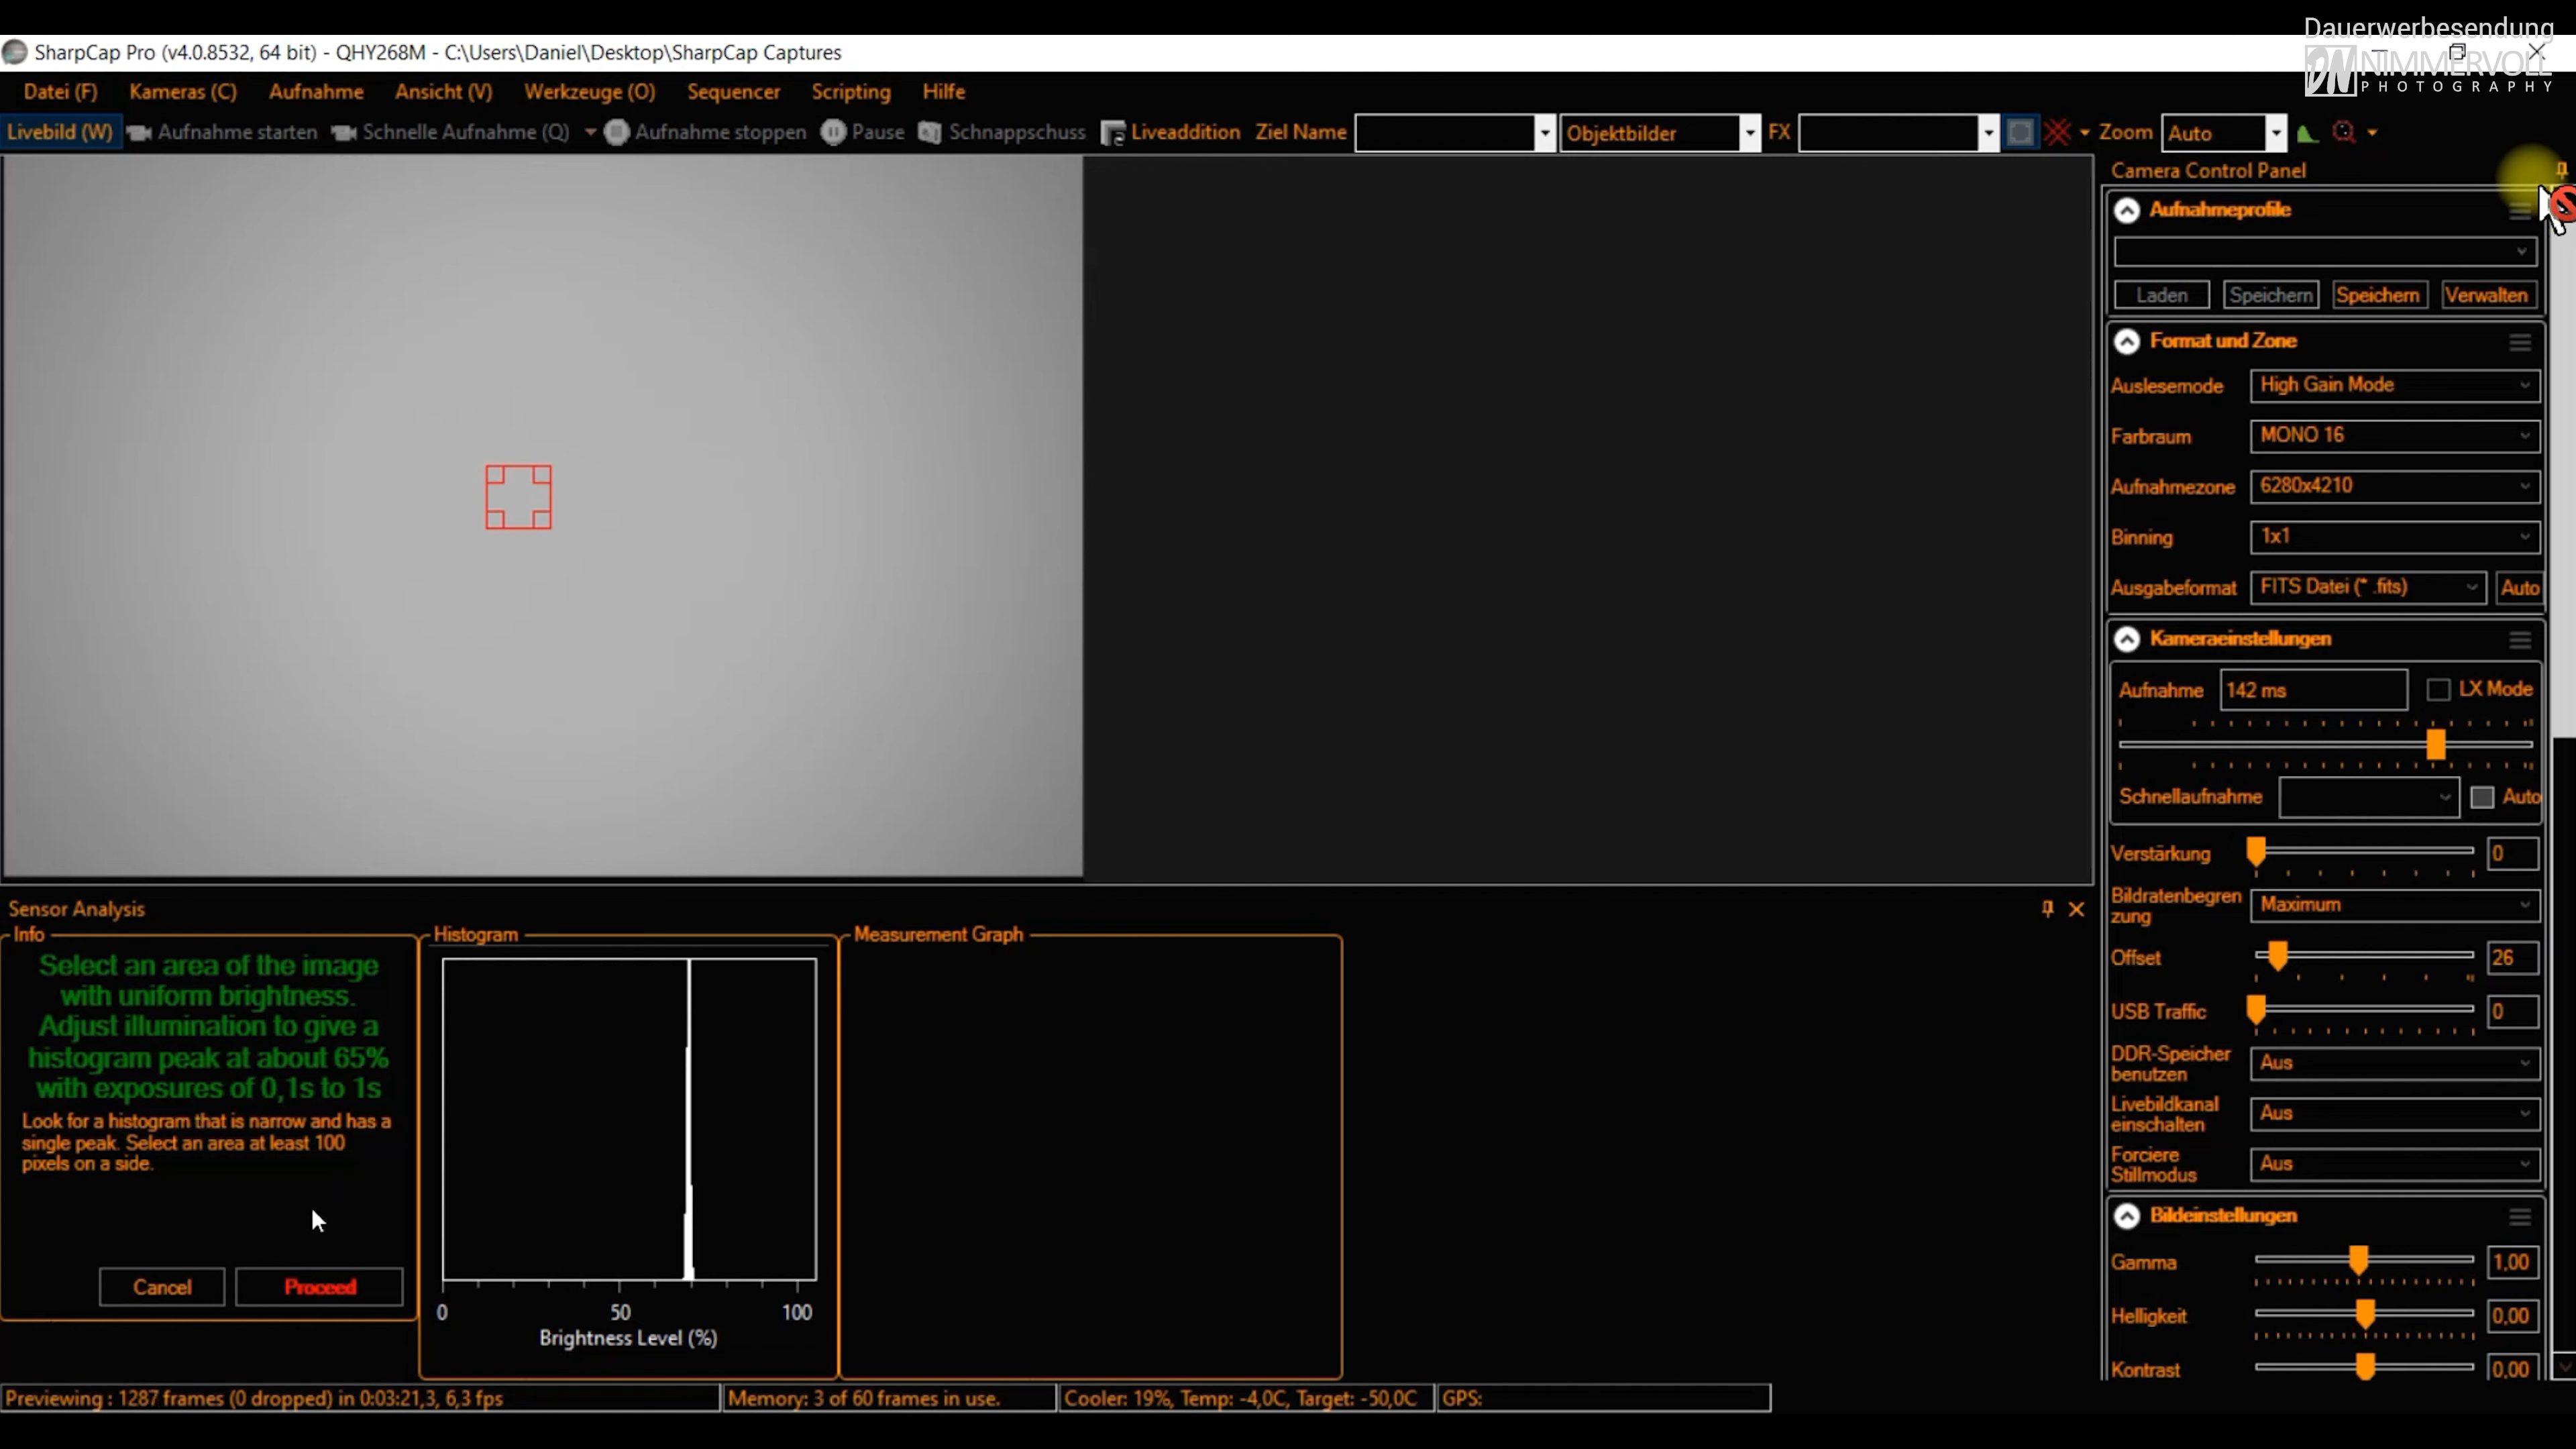 Dauerwerbesendung
SharpCap Pro (v4.0.8532, 64 bit) - QHY268M - C:\Users\Daniel\Desktop\SharpCap Captures
DN NIMMERVOLL
PHOTOGRAPHY
Datei (F) Kameras (C) Aufnahme Ansicht (V) Werkzeuge (O) Sequencer Scripting Hilfe
Livebild (W) Aufnahme starten Schnelle Aufnahme (Q) Aufnahme stoppen Pause Schnappschuss Liveaddition Ziel Name Objektbilder FX Zoom Auto
Camera Control Panel
Aufnahmeprofile
Laden Speichern Speichern Verwalten
Format und Zone
Auslesemode High Gain Mode
Farbraum MONO 16
Aufnahmezone 6280x4210
Binning 1x1
Ausgabeformat FITS Datei (* .fits) Auto
Kameraeinstellungen
Aufnahme 142 ms LX Mode
Schnellaufnahme Auto
Verstärkung 0
Bildratenbegren
zung
Maximum
Offset 26
USB Traffic 0
DDR-Speicher
benutzen
Aus
Livebildkanal
einschalten
Aus
Forciere
Stillmodus
Aus
Bildeinstellungen
Gamma 1,00
Helligkeit 0,00
Kontrast 0,00
Sensor Analysis
Info
Select an area of the image
with uniform brightness.
Adjust illumination to give a
histogram peak at about 65%
with exposures of 0,1s to 1s
Look for a histogram that is narrow and has a
single peak. Select an area at least 100
pixels on a side.
Cancel Proceed
Histogram
0 50 100
Brightness Level (%)
Measurement Graph
Previewing : 1287 frames (0 dropped) in 0:03:21,3, 6,3 fps Memory: 3 of 60 frames in use. Cooler: 19%, Temp: -4,0C, Target: -50,0C GPS: